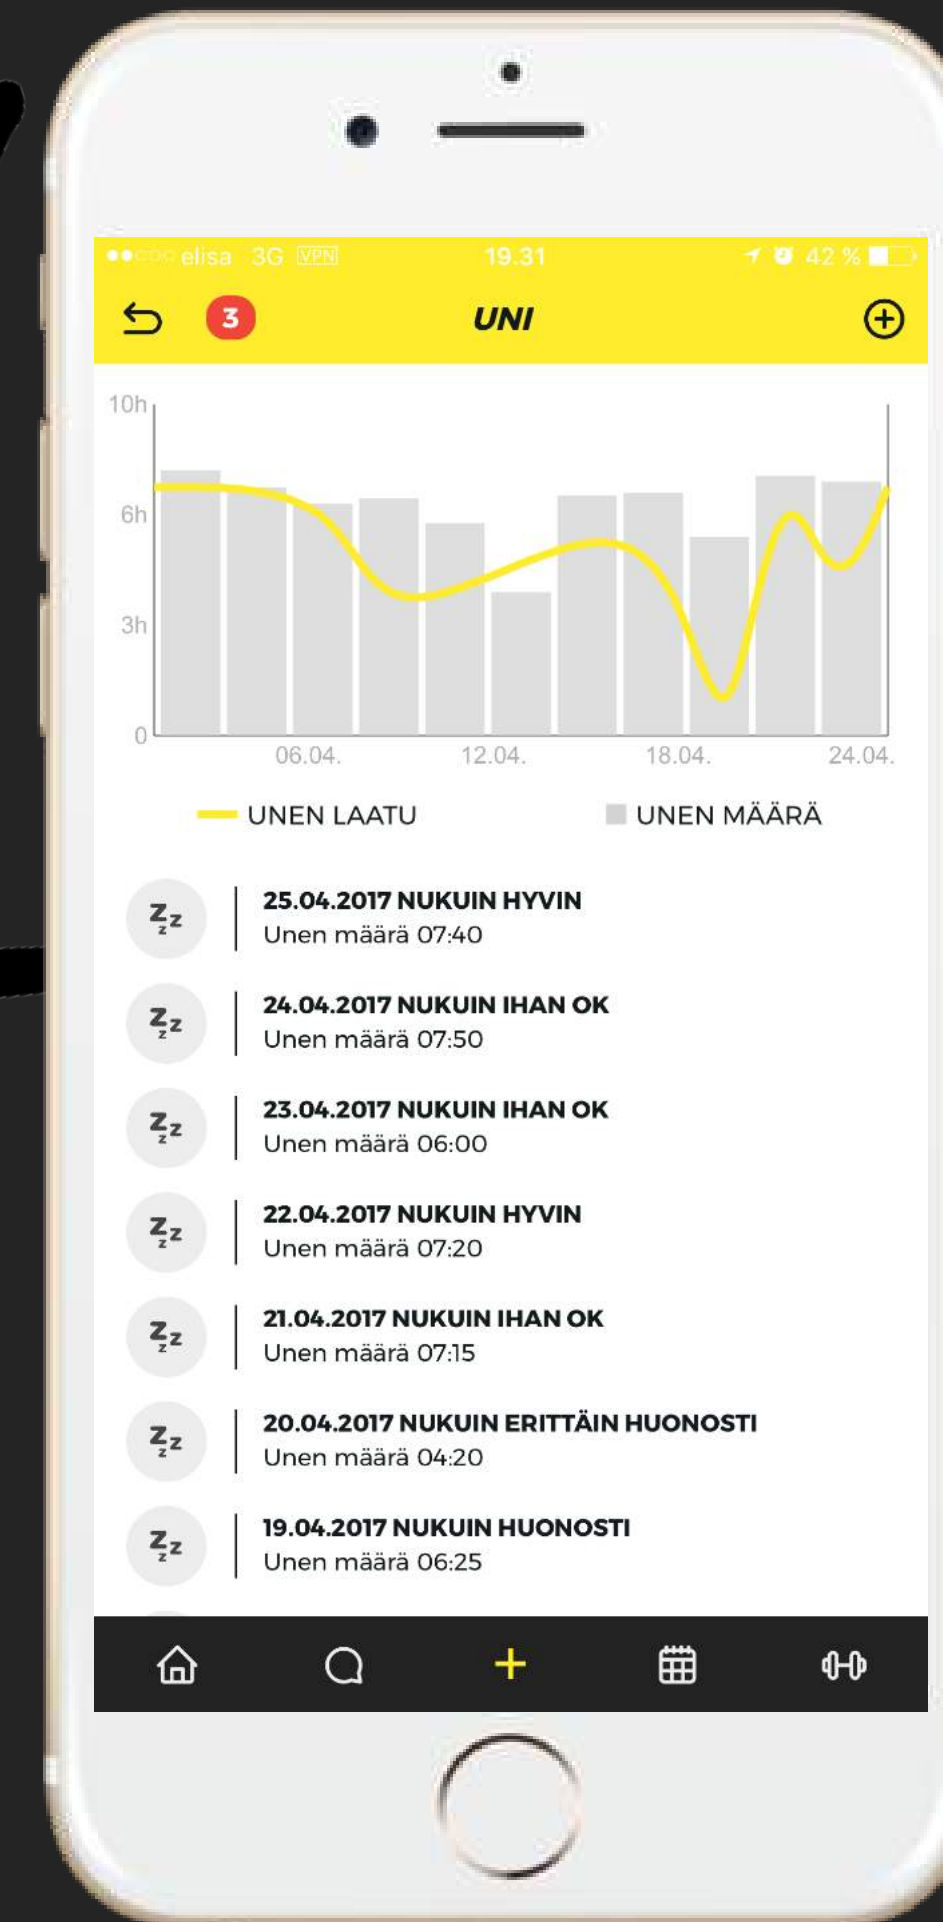 elisa 3G VPN 19.31 42 %
3 UNI
10h
6h
3h
0
06.04. 12.04. 18.04. 24.04.
UNEN LAATU UNEN MÄÄRÄ
25.04.2017 NUKUIN HYVIN
Unen määrä 07:40
24.04.2017 NUKUIN IHAN OK
Unen määrä 07:50
23.04.2017 NUKUIN IHAN OK
Unen määrä 06:00
22.04.2017 NUKUIN HYVIN
Unen määrä 07:20
21.04.2017 NUKUIN IHAN OK
Unen määrä 07:15
20.04.2017 NUKUIN ERITTÄIN HUONOSTI
Unen määrä 04:20
19.04.2017 NUKUIN HUONOSTI
Unen määrä 06:25